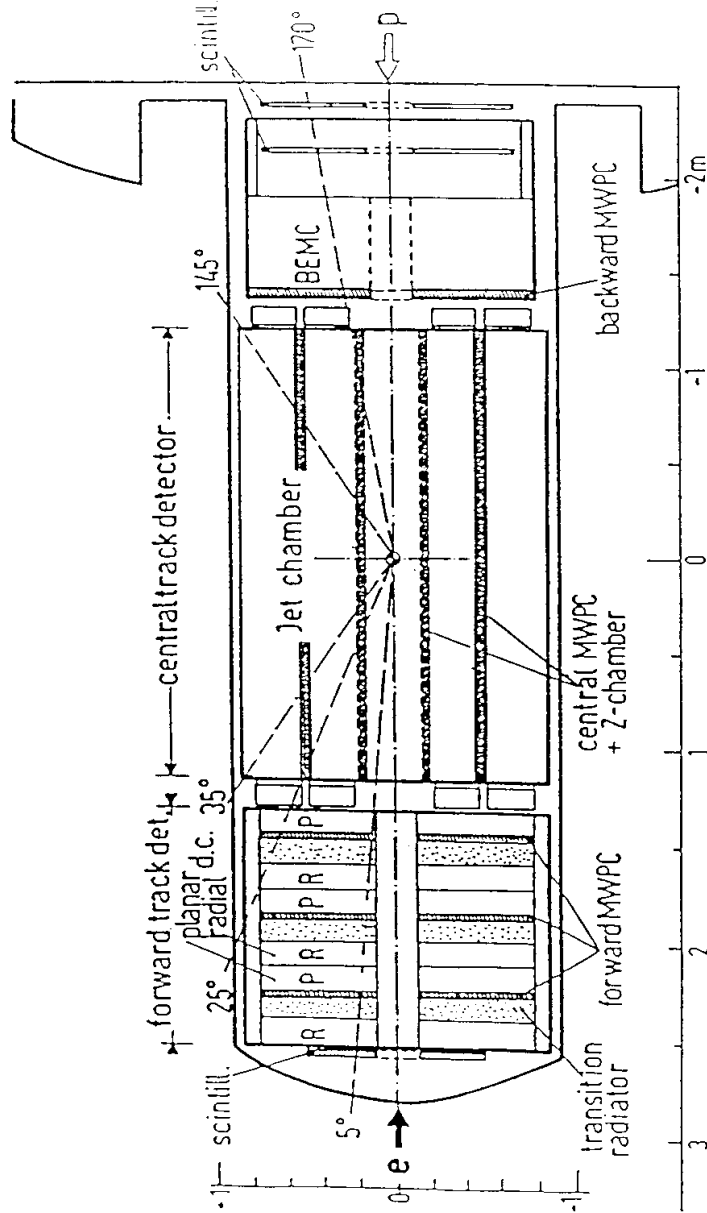 forward track det.
central track detector
planar d.c.
radial
25°
35°
145°
170°
scintill.
scintill.
R
P
R
P
R
P
Jet chamber
BEMC
5°
e
p
transition
radiator
forward MWPC
central MWPC
+ Z-chamber
backward MWPC
1
0
-1
3
2
1
0
-1
-2m